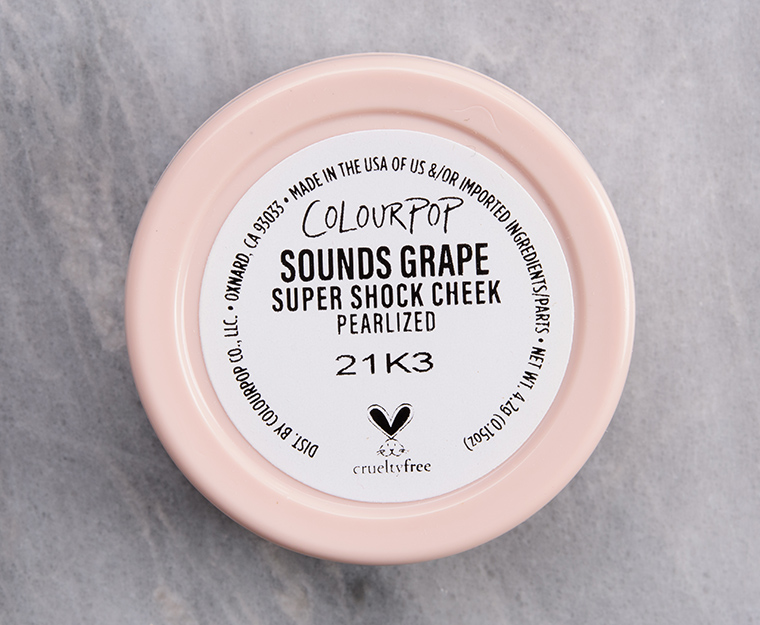 DIST. BY COLOURPOP CO., LLC. • OXNARD, CA 93033 • MADE IN THE USA OF US &/OR IMPORTED INGREDIENTS/PARTS • NET WT. 4.2g (0.15oz)
COLOURPOP
SOUNDS GRAPE
SUPER SHOCK CHEEK
PEARLIZED
21K3
crueltyfree